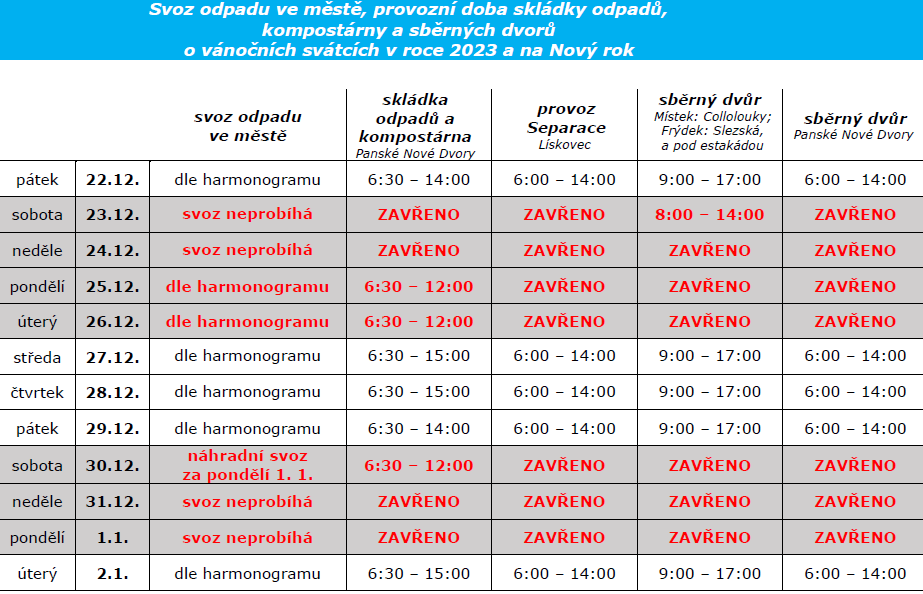 Svoz odpadu ve městě, provozní doba skládky odpadů,
kompostárny a sběrných dvorů
o vánočních svátcích v roce 2023 a na Nový rok
svoz odpadu
ve městě
skládka
odpadů a
kompostárna
Panské Nové Dvory
provoz
Separace
Lískovec
sběrný dvůr
Místek: Collolouky;
Frýdek: Slezská,
a pod estakádou
sběrný dvůr
Panské Nové Dvory
pátek 22.12. dle harmonogramu 6:30 – 14:00 6:00 – 14:00 9:00 – 17:00 6:00 – 14:00
sobota 23.12. svoz neprobíhá ZAVŘENO ZAVŘENO 8:00 – 14:00 ZAVŘENO
neděle 24.12. svoz neprobíhá ZAVŘENO ZAVŘENO ZAVŘENO ZAVŘENO
pondělí 25.12. dle harmonogramu 6:30 – 12:00 ZAVŘENO ZAVŘENO ZAVŘENO
úterý 26.12. dle harmonogramu 6:30 – 12:00 ZAVŘENO ZAVŘENO ZAVŘENO
středa 27.12. dle harmonogramu 6:30 – 15:00 6:00 – 14:00 9:00 – 17:00 6:00 – 14:00
čtvrtek 28.12. dle harmonogramu 6:30 – 15:00 6:00 – 14:00 9:00 – 17:00 6:00 – 14:00
pátek 29.12. dle harmonogramu 6:30 – 14:00 6:00 – 14:00 9:00 – 17:00 6:00 – 14:00
sobota 30.12. náhradní svoz
za pondělí 1. 1. 6:30 – 12:00 ZAVŘENO ZAVŘENO ZAVŘENO
neděle 31.12. svoz neprobíhá ZAVŘENO ZAVŘENO ZAVŘENO ZAVŘENO
pondělí 1.1. svoz neprobíhá ZAVŘENO ZAVŘENO ZAVŘENO ZAVŘENO
úterý 2.1. dle harmonogramu 6:30 – 15:00 6:00 – 14:00 9:00 – 17:00 6:00 – 14:00